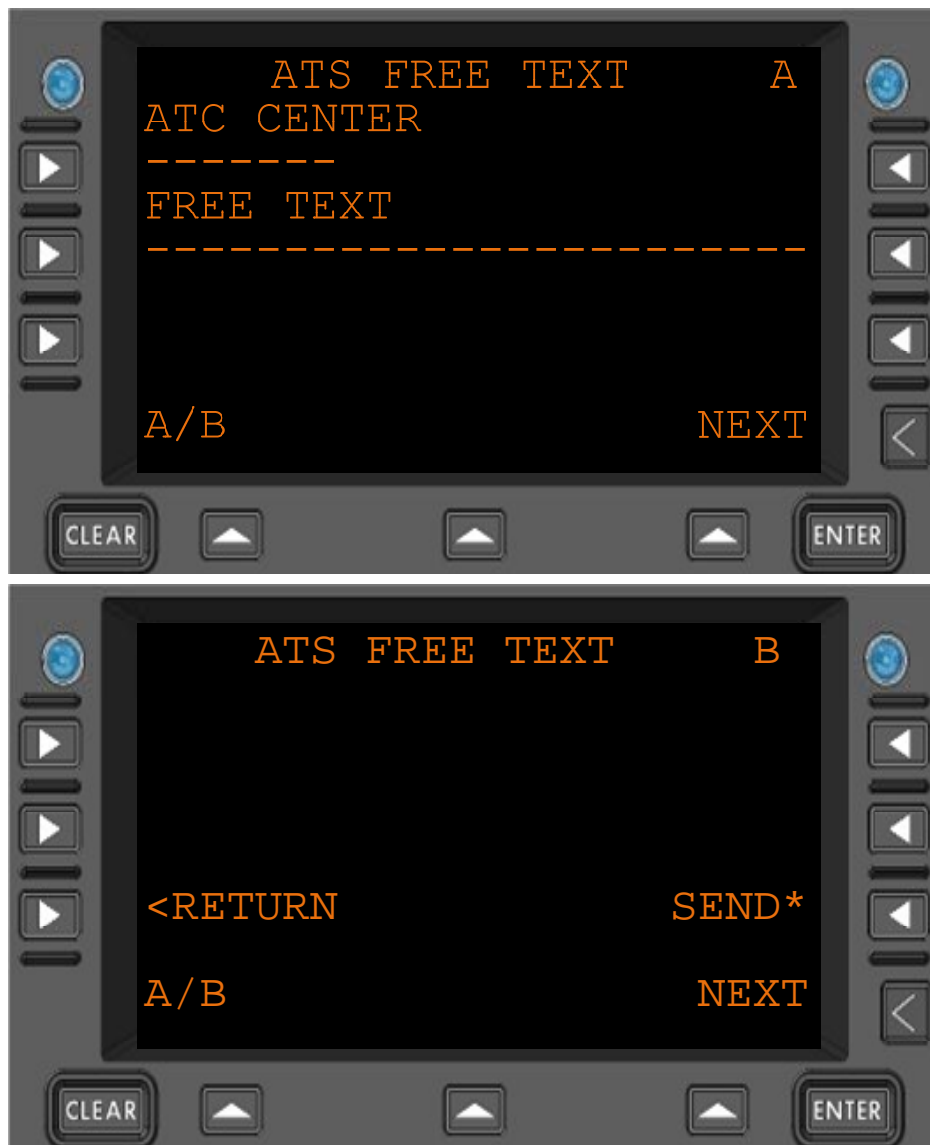 ATS FREE TEXT A
ATC CENTER
-------
FREE TEXT
------------------------
A/B NEXT
CLEAR ENTER
ATS FREE TEXT B
<RETURN SEND*
A/B NEXT
CLEAR ENTER